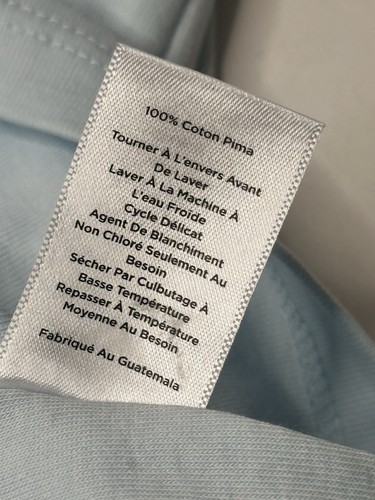 100% Coton Pima
Tourner À L'envers Avant
De Laver
Laver À La Machine À
L'eau Froide
Cycle Délicat
Agent De Blanchiment
Non Chloré Seulement Au
Besoin
Sécher Par Culbutage À
Basse Température
Repasser À Température
Moyenne Au Besoin
Fabriqué Au Guatemala